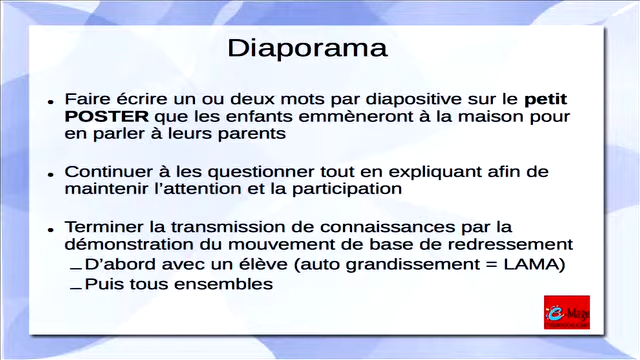 Diaporama
● Faire écrire un ou deux mots par diapositive sur le petit
POSTER que les enfants emmèneront à la maison pour
en parler à leurs parents
● Continuer à les questionner tout en expliquant afin de
maintenir l'attention et la participation
● Terminer la transmission de connaissances par la
démonstration du mouvement de base de redressement
– D'abord avec un élève (auto grandissement = LAMA)
– Puis tous ensembles